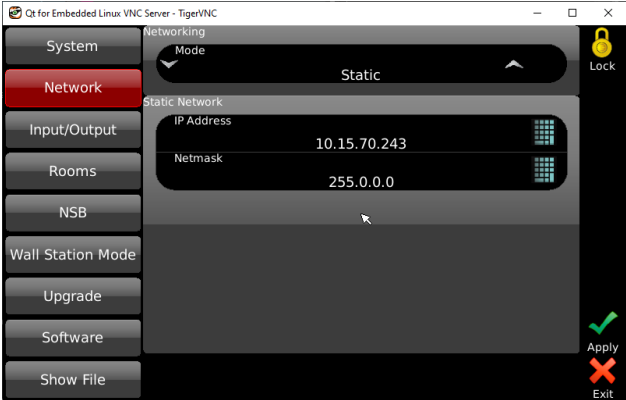 Qt for Embedded Linux VNC Server - TigerVNC
System
Network
Input/Output
Rooms
NSB
Wall Station Mode
Upgrade
Software
Show File
Networking
Mode
Static
Static Network
IP Address
10.15.70.243
Netmask
255.0.0.0
Lock
Apply
Exit